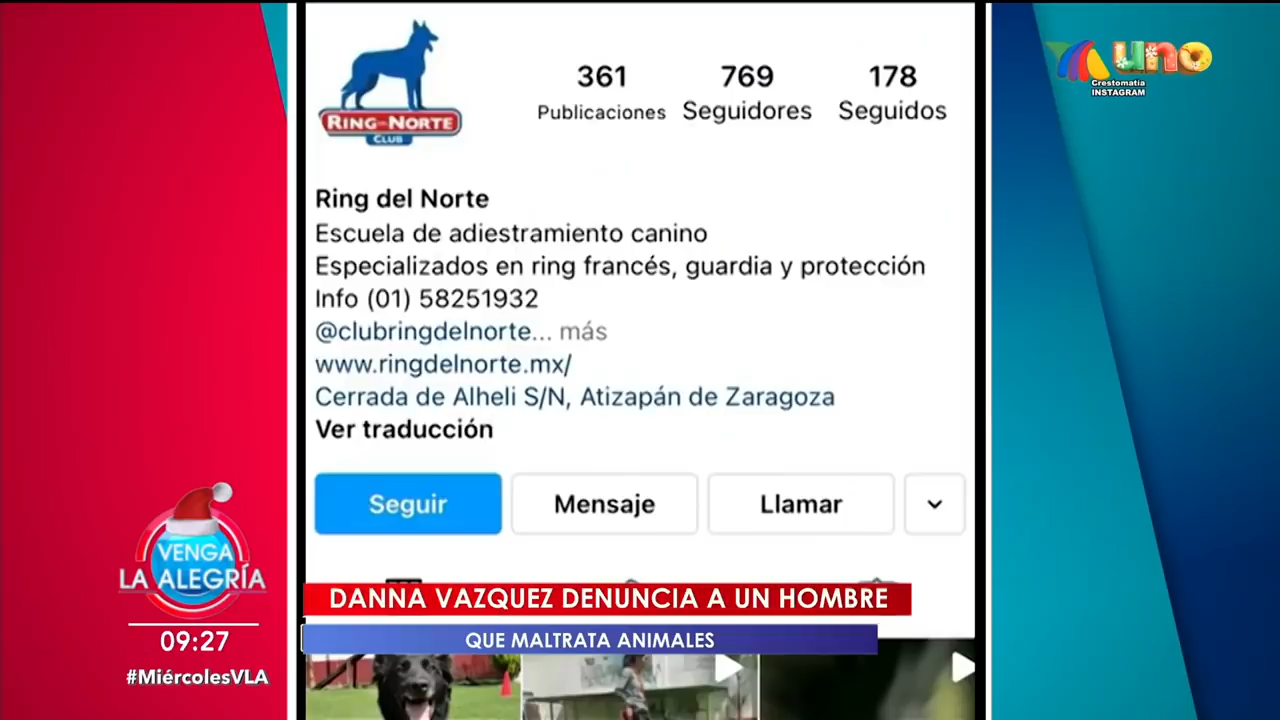 RING DEL NORTE
CLUB
361
Publicaciones
769
Seguidores
178
Seguidos
UNO
Crestomatía
INSTAGRAM
Ring del Norte
Escuela de adiestramiento canino
Especializados en ring francés, guardia y protección
Info (01) 58251932
@clubringdelnorte... más
www.ringdelnorte.mx/
Cerrada de Alheli S/N, Atizapán de Zaragoza
Ver traducción
Seguir
Mensaje
Llamar
VENGA
LA ALEGRÍA
09:27
#MiércolesVLA
DANNA VAZQUEZ DENUNCIA A UN HOMBRE
QUE MALTRATA ANIMALES